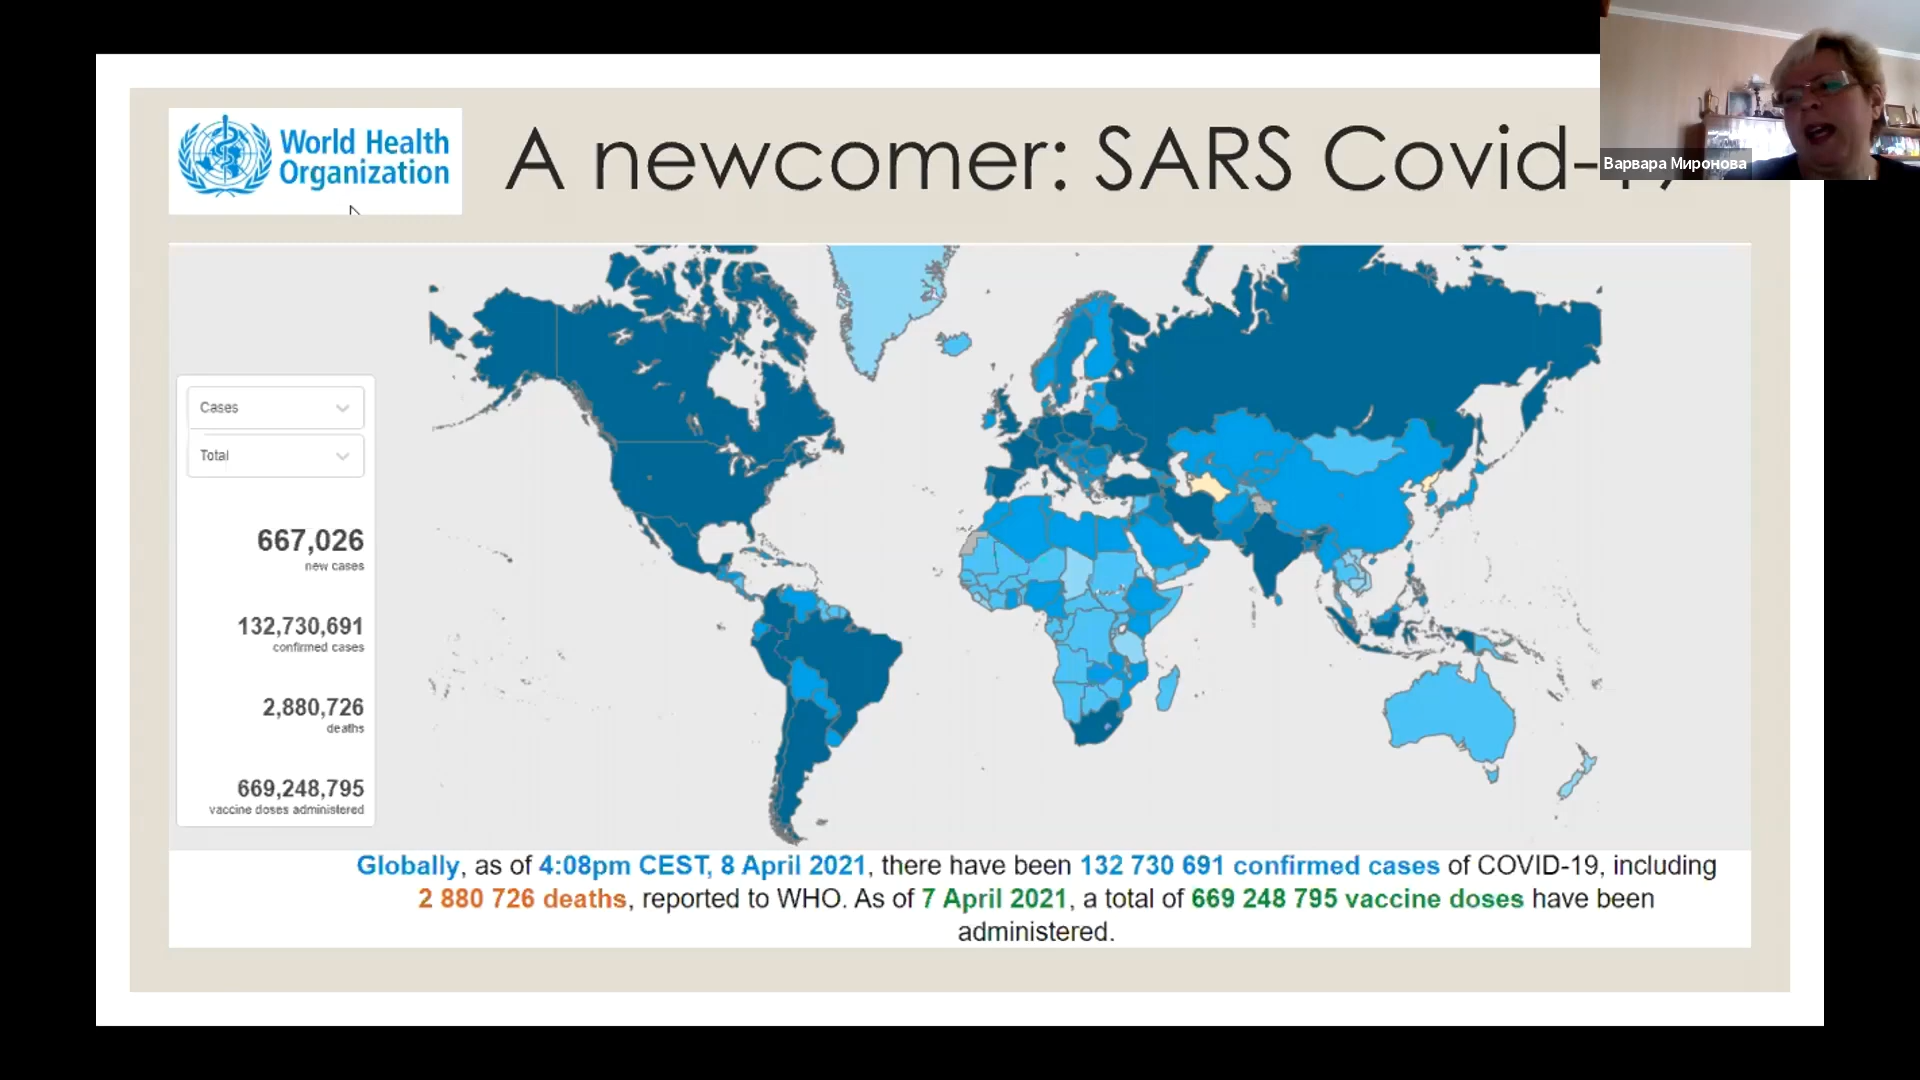 World Health
Organization
A newcomer: SARS Covid-
Варвара Миронова
Cases
Total
667,026
new cases
132,730,691
confirmed cases
2,880,726
deaths
669,248,795
vaccine doses administered
Globally, as of 4:08pm CEST, 8 April 2021, there have been 132 730 691 confirmed cases of COVID-19, including
2 880 726 deaths, reported to WHO. As of 7 April 2021, a total of 669 248 795 vaccine doses have been
administered.